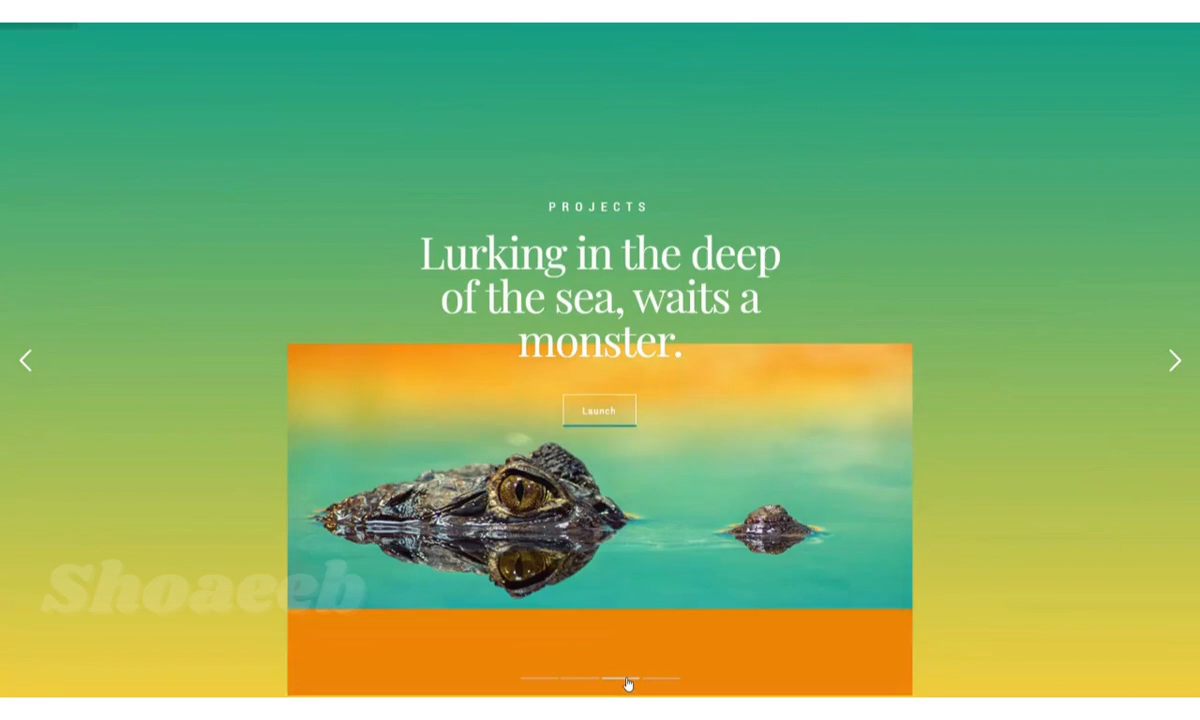 PROJECTS
Lurking in the deep
of the sea, waits a
monster.
Launch
Shoaeeb